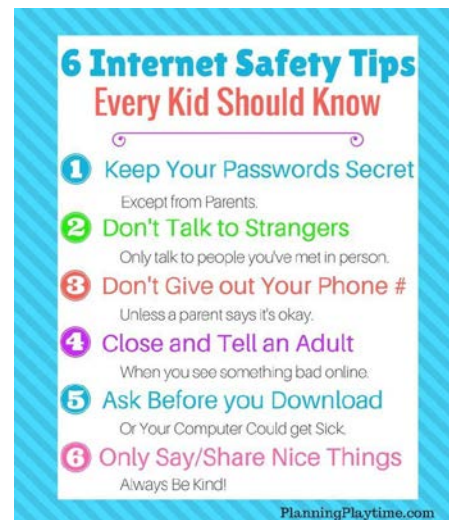 6 Internet Safety Tips
Every Kid Should Know
1 Keep Your Passwords Secret
Except from Parents.
2 Don't Talk to Strangers
Only talk to people you've met in person.
3 Don't Give out Your Phone #
Unless a parent says it's okay.
4 Close and Tell an Adult
When you see something bad online.
5 Ask Before you Download
Or Your Computer Could get Sick.
6 Only Say/Share Nice Things
Always Be Kind!
PlanningPlaytime.com